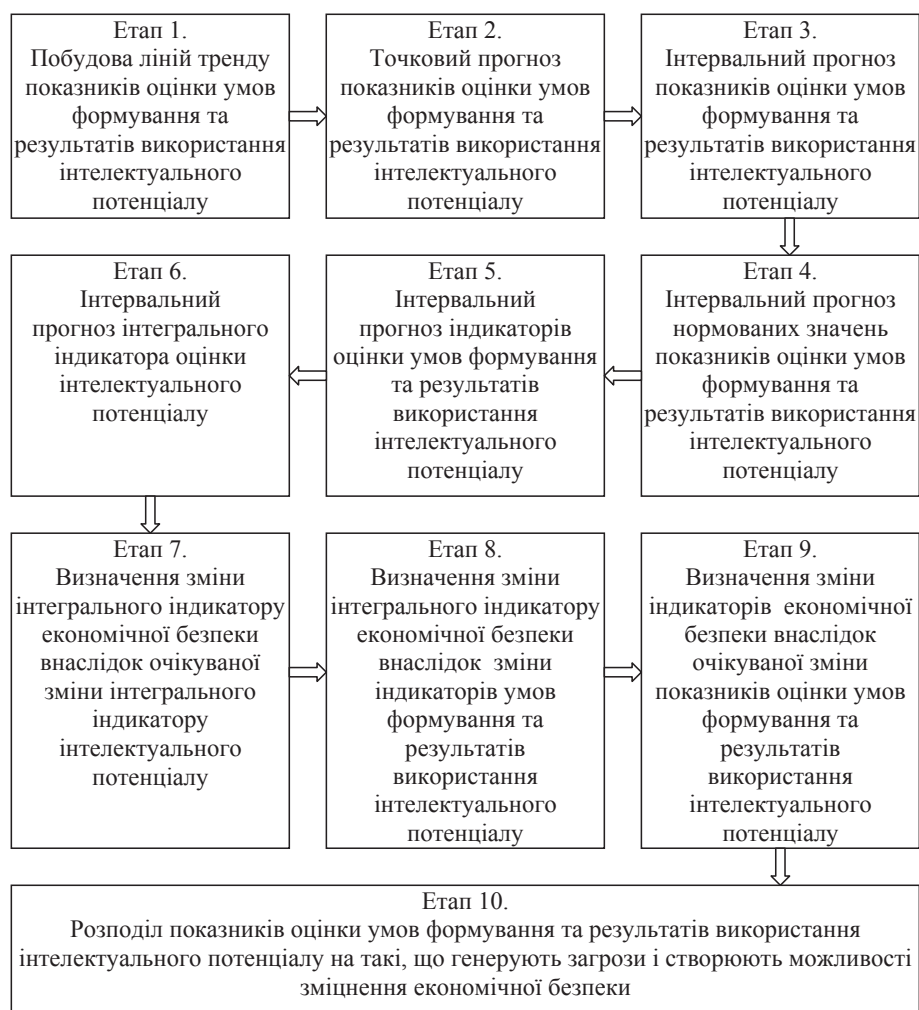 Етап 1.
Побудова ліній тренду
показників оцінки умов
формування та
результатів використання
інтелектуального
потенціалу
Етап 2.
Точковий прогноз
показників оцінки умов
формування та
результатів використання
інтелектуального
потенціалу
Етап 3.
Інтервальний прогноз
показників оцінки умов
формування та
результатів використання
інтелектуального
потенціалу
Етап 4.
Інтервальний прогноз
нормованих значень
показників оцінки умов
формування та
результатів використання
інтелектуального
потенціалу
Етап 5.
Інтервальний
прогноз індикаторів
оцінки умов формування
та результатів
використання
інтелектуального
потенціалу
Етап 6.
Інтервальний
прогноз інтегрального
індикатора оцінки
інтелектуального
потенціалу
Етап 7.
Визначення зміни
інтегрального індикатору
економічної безпеки
внаслідок очікуваної
зміни інтегрального
індикатору
інтелектуального
потенціалу
Етап 8.
Визначення зміни
інтегрального індикатору
економічної безпеки
внаслідок зміни
індикаторів умов
формування та
результатів
використання
інтелектуального
потенціалу
Етап 9.
Визначення зміни
індикаторів економічної
безпеки внаслідок
очікуваної зміни
показників оцінки умов
формування та
результатів
використання
інтелектуального
потенціалу
Етап 10.
Розподіл показників оцінки умов формування та результатів використання
інтелектуального потенціалу на такі, що генерують загрози і створюють можливості
зміцнення економічної безпеки